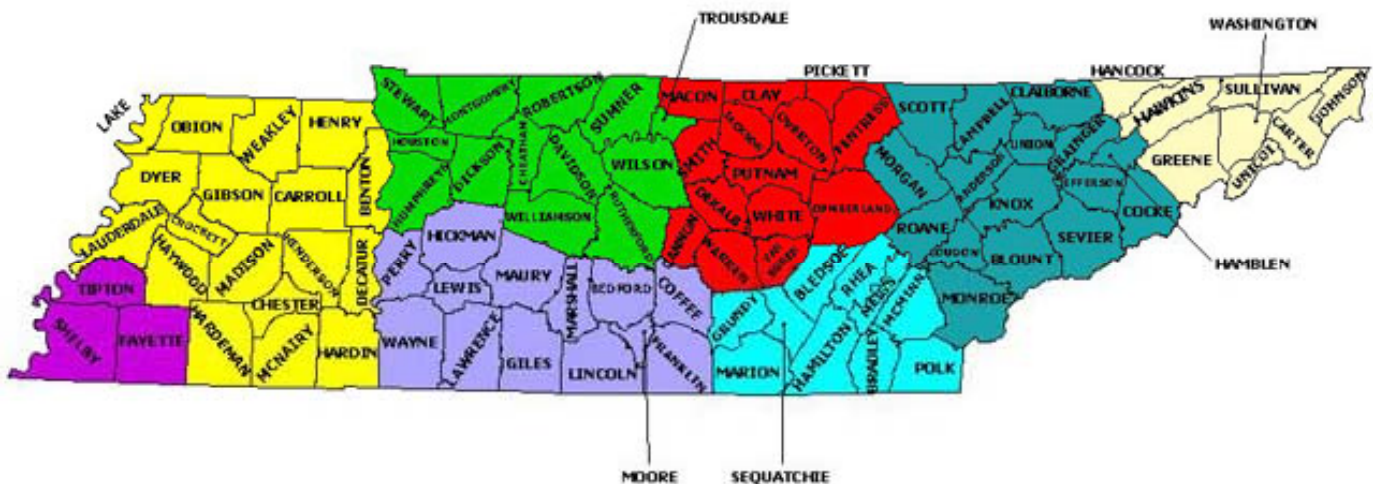 TROUSDALE
WASHINGTON
PICKETT
HANCOCK
LAKE
OBION
WEAKLEY
HENRY
STEWART
MONTGOMERY
ROBERTSON
SUMNER
MACON
CLAY
SCOTT
CAMPBELL
CLAIBORNE
HAWKINS
SULLIVAN
JOHNSON
CARTER
DYER
GIBSON
CARROLL
BENTON
HOUSTON
DICKSON
CHEATHAM
DAVIDSON
WILSON
SMITH
JACKSON
OVERTON
FENTRESS
PUTNAM
MORGAN
ANDERSON
UNION
GRAINGER
GREENE
UNICOI
LAUDERDALE
CROCKETT
HAYWOD
MADISON
HENDERSON
DECATUR
HUMPHREYS
WILLIAMSON
RUTHERFORD
CANNON
DEKALB
WHITE
CUMBERLAND
ROANE
KNOX
JEFFERSON
COCKE
SEVIER
HAMBLEN
TIPTON
CHESTER
PERRY
HICKMAN
MAURY
LEWIS
MARSHALL
BEDFORD
COFFEE
WARREN
VAN
BUREN
BLEDSOE
RHEA
MEIGS
MCMINN
LOUDON
BLOUNT
MONROE
SHELBY
FAYETTE
HARDEMAN
MCNAIRY
HARDIN
WAYNE
LAWRENCE
GILES
LINCOLN
FRANKLIN
GRUNDY
MARION
HAMILTON
BRADLEY
POLK
MOORE
SEQUATCHIE